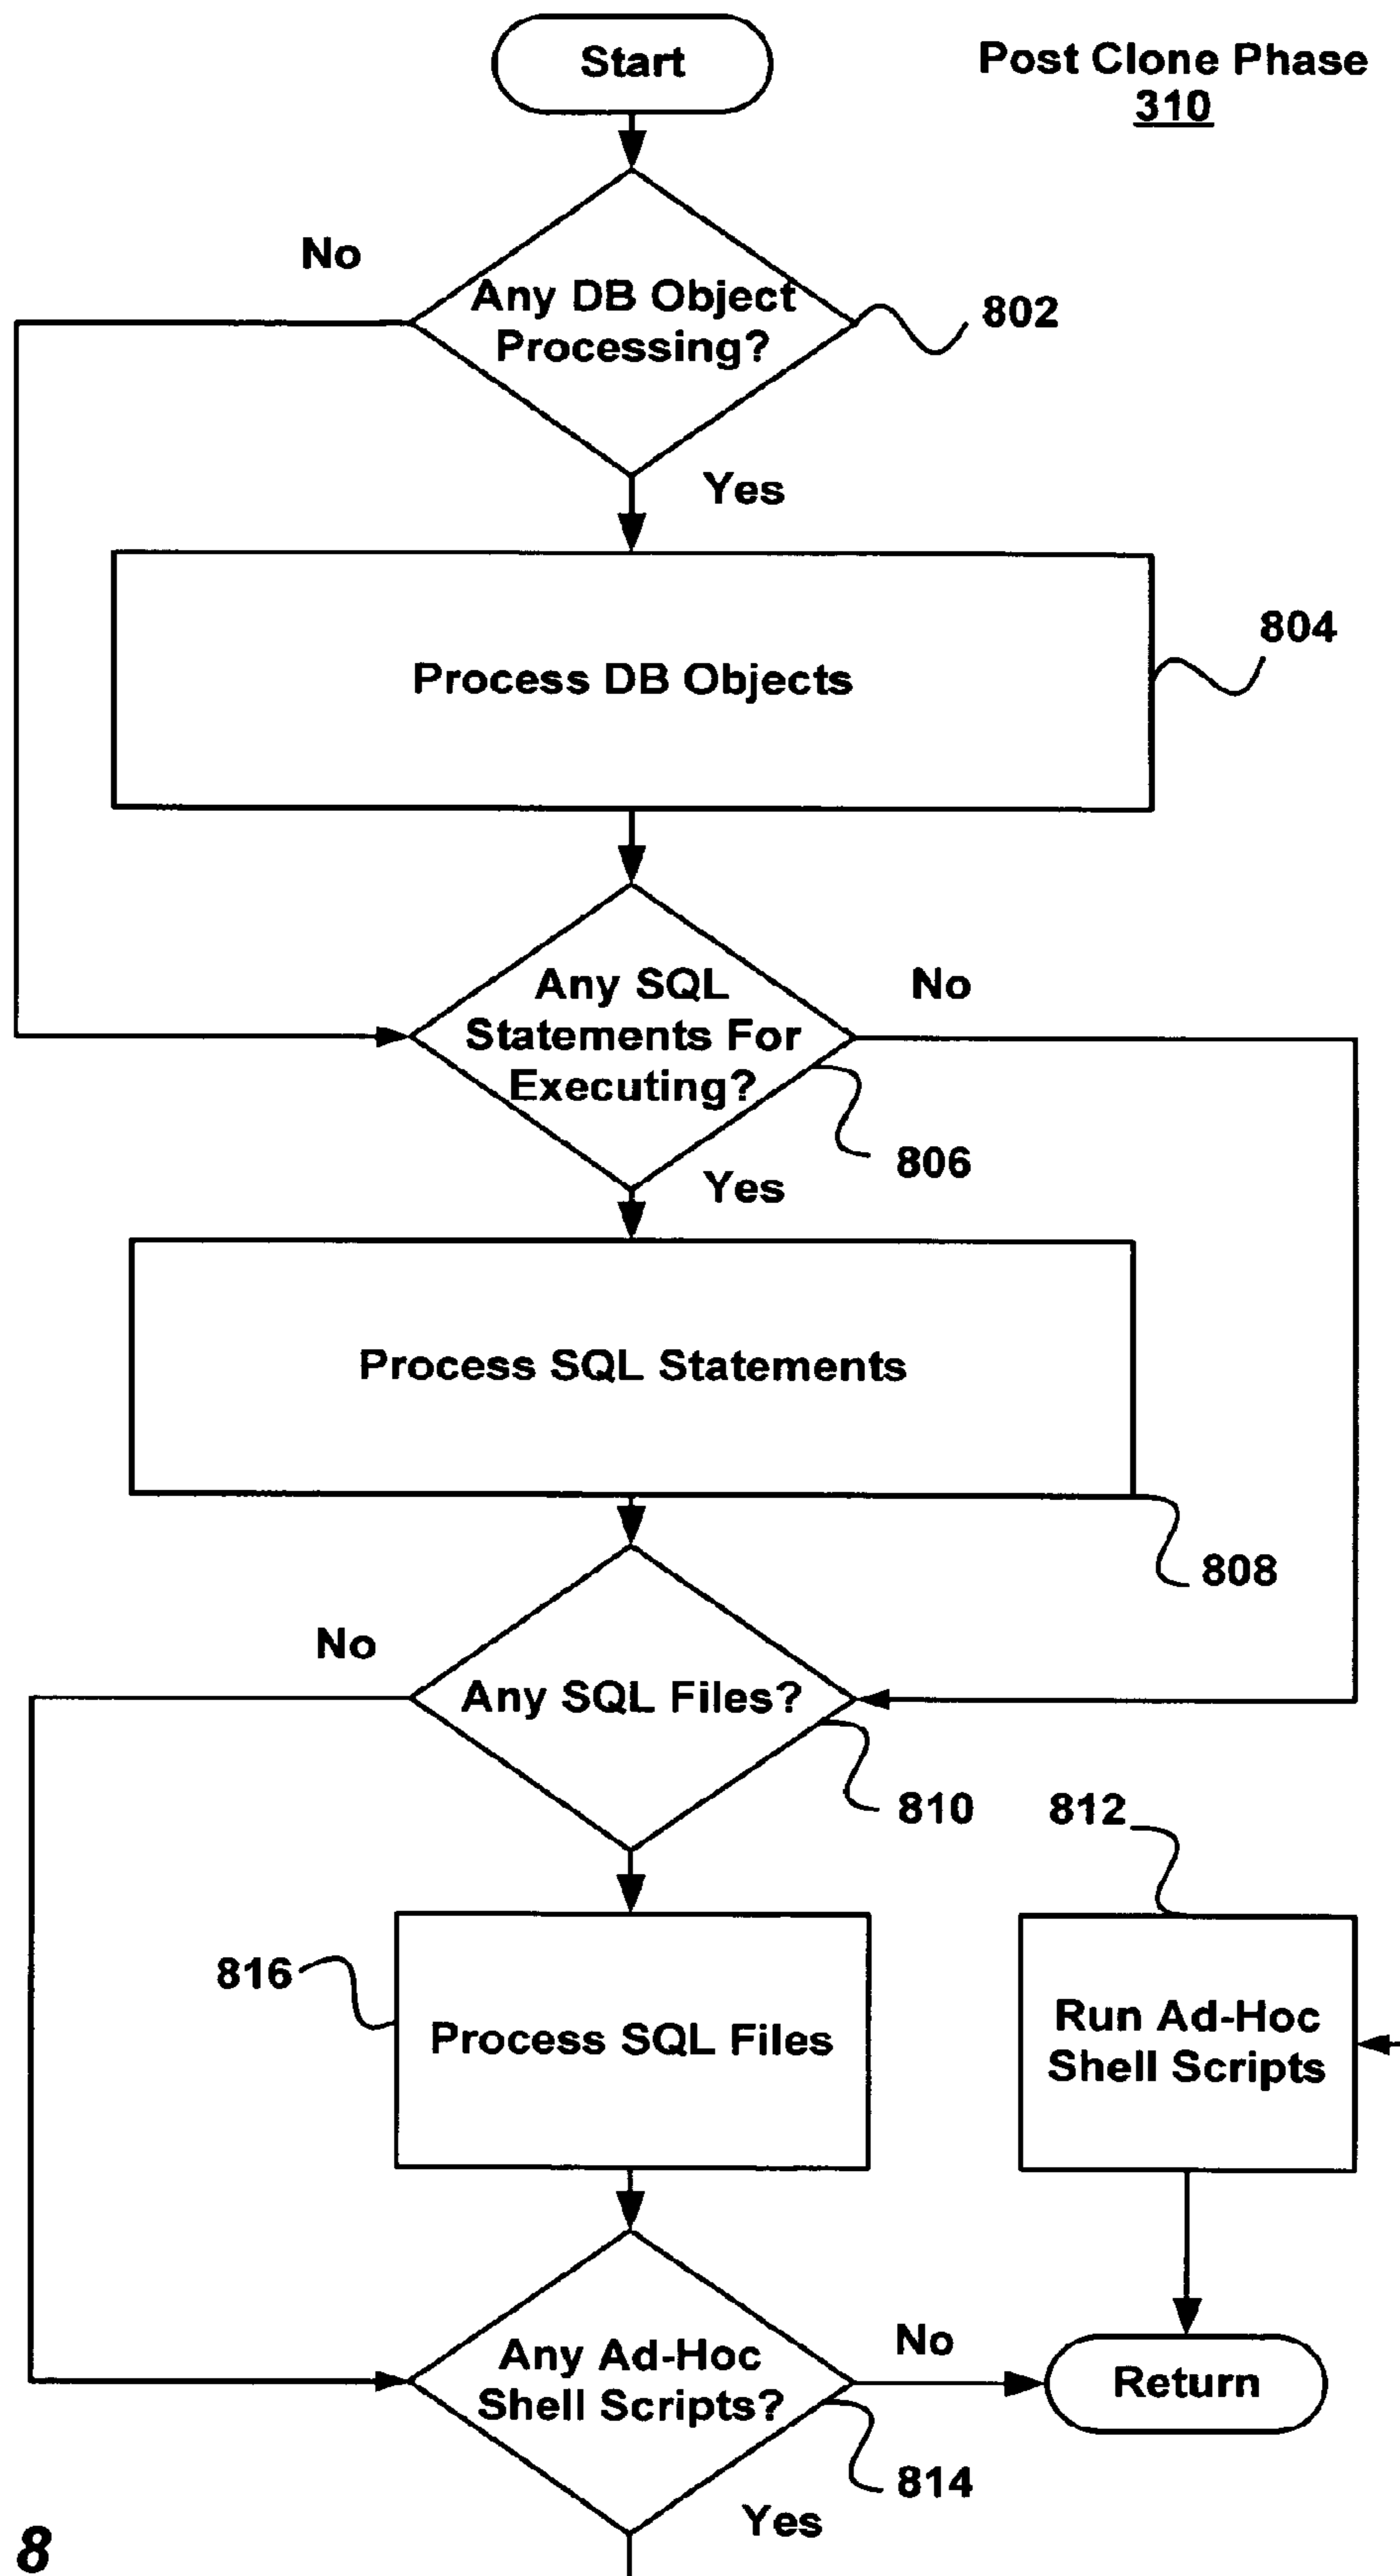 Start
Post Clone Phase
310
No
Any DB Object
Processing?
802
Yes
804
Process DB Objects
Any SQL
Statements For
Executing?
No
806
Yes
Process SQL Statements
808
No
Any SQL Files?
810
812
816
Process SQL Files
Run Ad-Hoc
Shell Scripts
Any Ad-Hoc
Shell Scripts?
No
Return
814
Yes
8